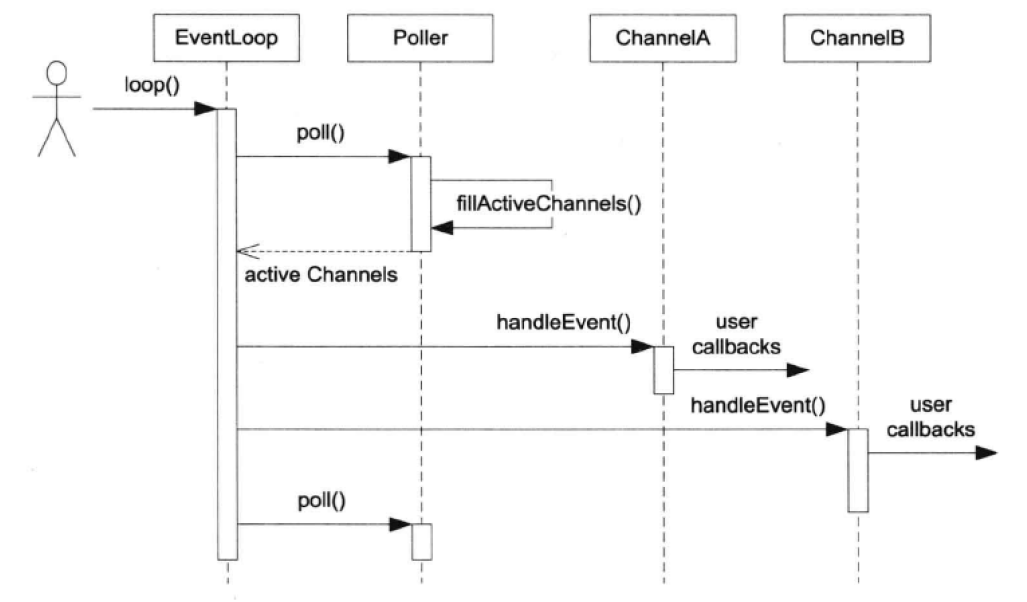 EventLoop
Poller
ChannelA
ChannelB
loop()
poll()
fillActiveChannels()
active Channels
handleEvent()
user
callbacks
handleEvent()
user
callbacks
poll()